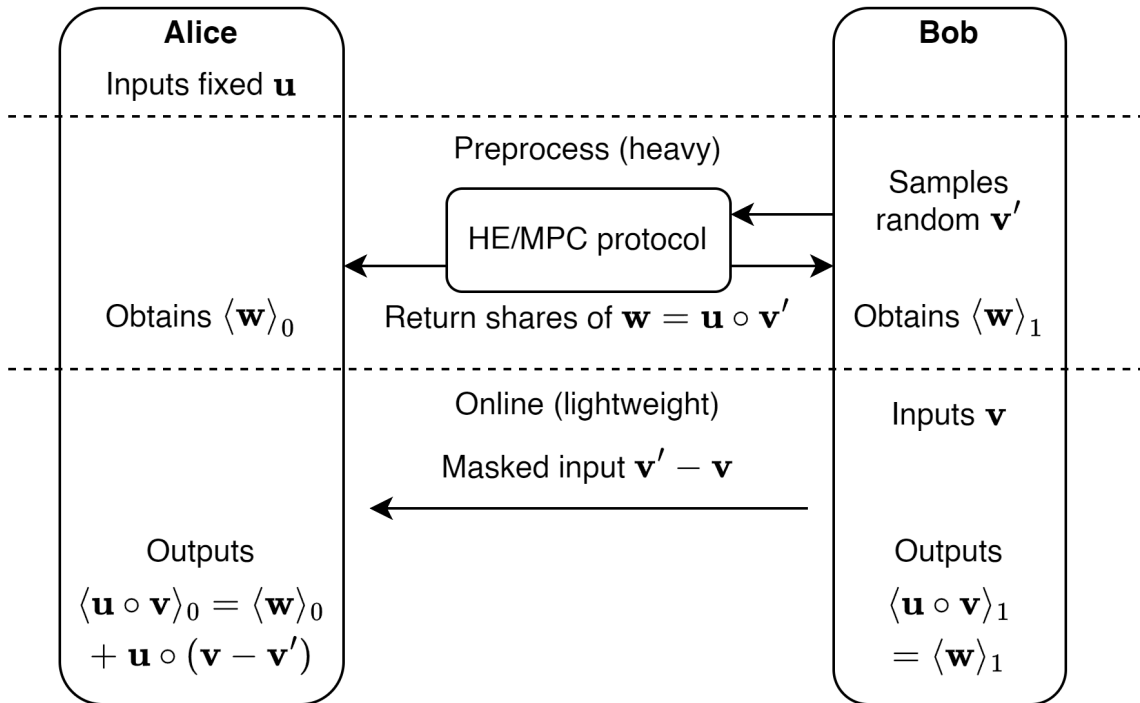 Alice
Bob
Inputs fixed u
Preprocess (heavy)
Samples
random v′
HE/MPC protocol
Obtains ⟨w⟩₀
Return shares of w = u ∘ v′
Obtains ⟨w⟩₁
Online (lightweight)
Inputs v
Masked input v′ − v
Outputs
⟨u ∘ v⟩₀ = ⟨w⟩₀
+ u ∘ (v − v′)
Outputs
⟨u ∘ v⟩₁
= ⟨w⟩₁